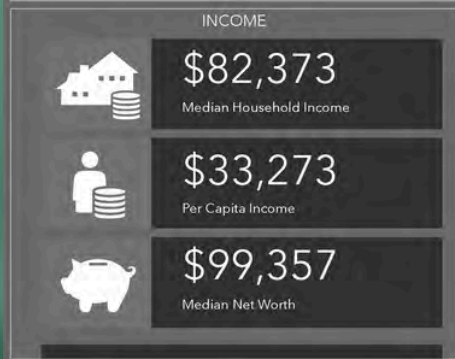 INCOME
$82,373
Median Household Income
$33,273
Per Capita Income
$99,357
Median Net Worth